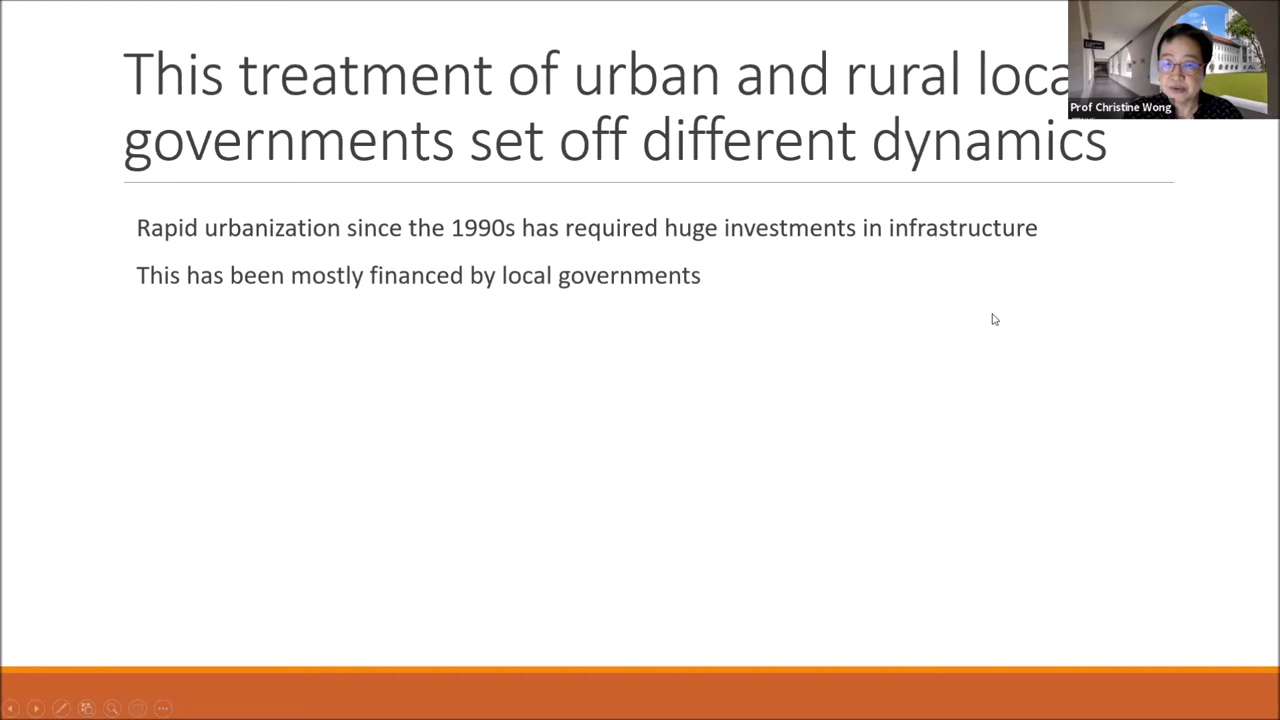 This treatment of urban and rural loca
governments set off different dynamics
Prof Christine Wong
Rapid urbanization since the 1990s has required huge investments in infrastructure
This has been mostly financed by local governments